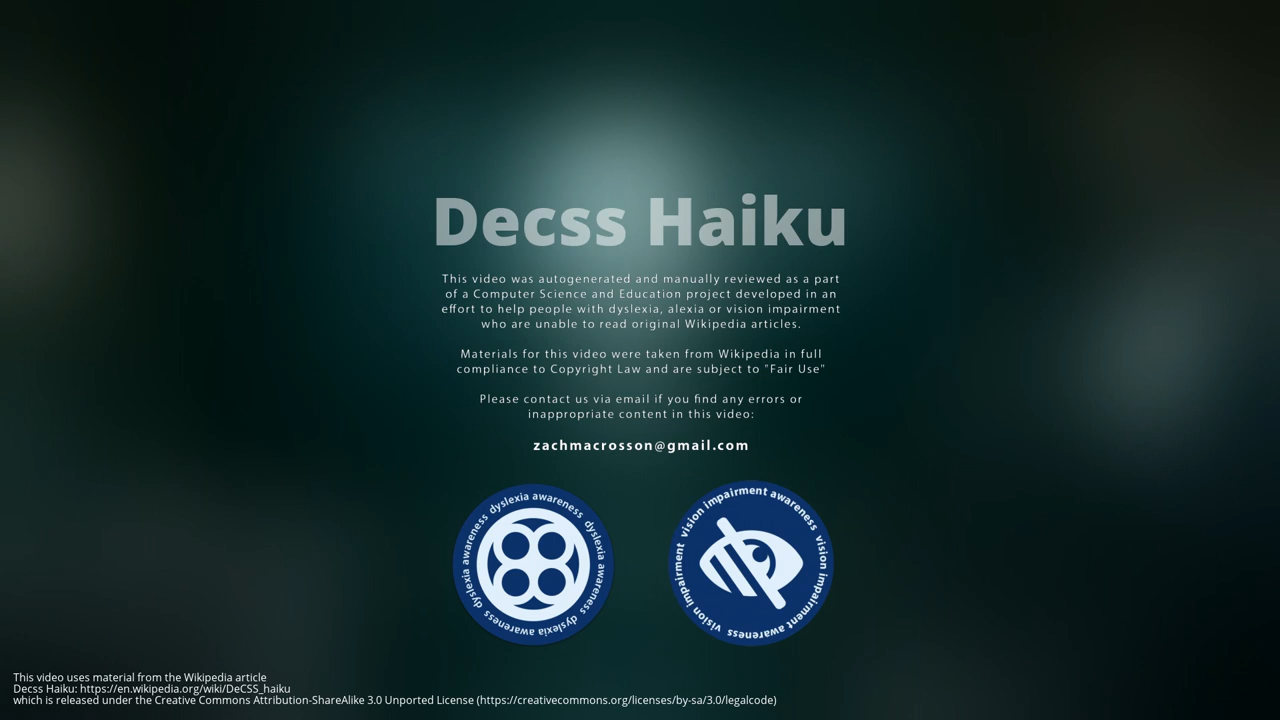 Decss Haiku
This video was autogenerated and manually reviewed as a part
of a Computer Science and Education project developed in an
effort to help people with dyslexia, alexia or vision impairment
who are unable to read original Wikipedia articles.
Materials for this video were taken from Wikipedia in full
compliance to Copyright Law and are subject to "Fair Use"
Please contact us via email if you find any errors or
inappropriate content in this video:
zachmacrosson@gmail.com
dyslexia awareness dyslexia awareness dyslexia awareness dyslexia awareness
vision impairment awareness vision impairment awareness vision impairment
This video uses material from the Wikipedia article
Decss Haiku: https://en.wikipedia.org/wiki/DeCSS_haiku
which is released under the Creative Commons Attribution-ShareAlike 3.0 Unported License (https://creativecommons.org/licenses/by-sa/3.0/legalcode)